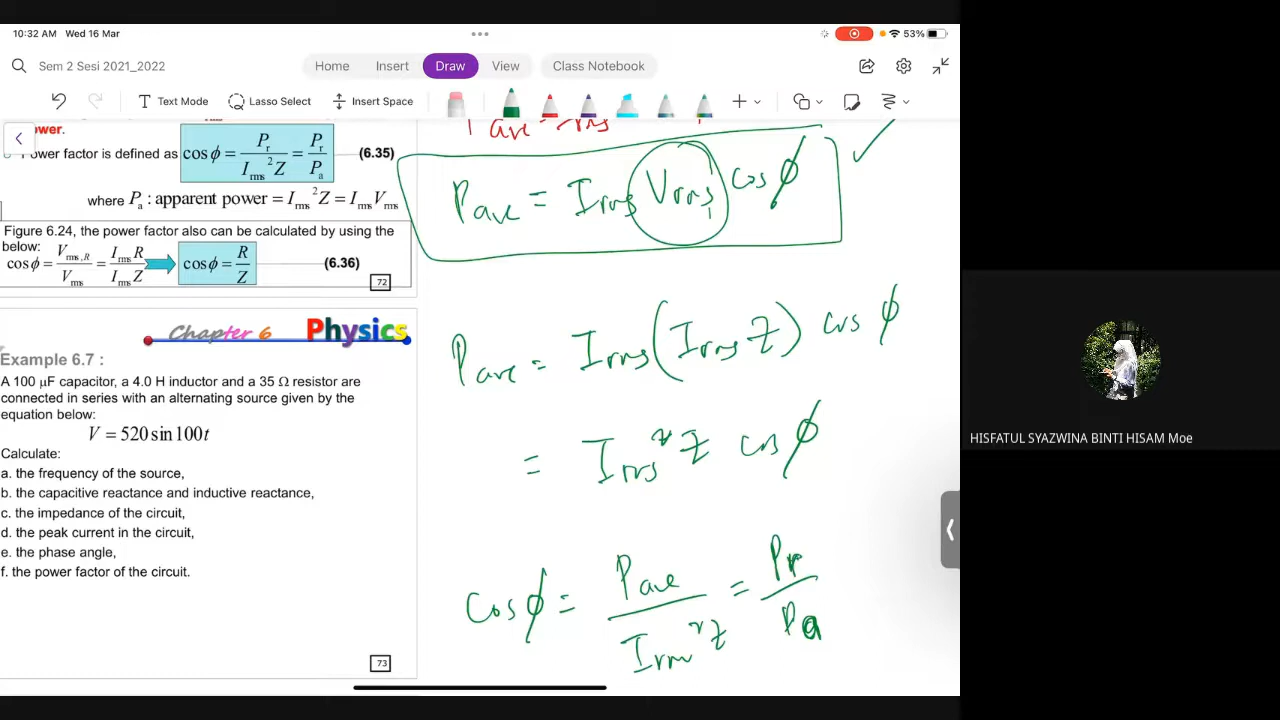 10:32 AM Wed 16 Mar
53%
Sem 2 Sesi 2021_2022
Home Insert Draw View Class Notebook
Text Mode Lasso Select Insert Space
ower.
Power factor is defined as cos ϕ = Pr / Irms²Z = Pr / Pa (6.35)
where Pa : apparent power = Irms²Z = IrmsVrms
Figure 6.24, the power factor also can be calculated by using the
below:
cos ϕ = Vrms,R / Vrms = IrmsR / IrmsZ cos ϕ = R / Z (6.36)
72
Chapter 6 Physics
Example 6.7 :
A 100 μF capacitor, a 4.0 H inductor and a 35 Ω resistor are
connected in series with an alternating source given by the
equation below:
V = 520 sin 100t
Calculate:
a. the frequency of the source,
b. the capacitive reactance and inductive reactance,
c. the impedance of the circuit,
d. the peak current in the circuit,
e. the phase angle,
f. the power factor of the circuit.
73
Pave = Irms Vrms cos ϕ
Pave = Irms (Irms Z) cos ϕ
= Irms² Z cos ϕ
cos ϕ = Pave / Irm² Z = Pr / Pa
HISFATUL SYAZWINA BINTI HISAM Moe